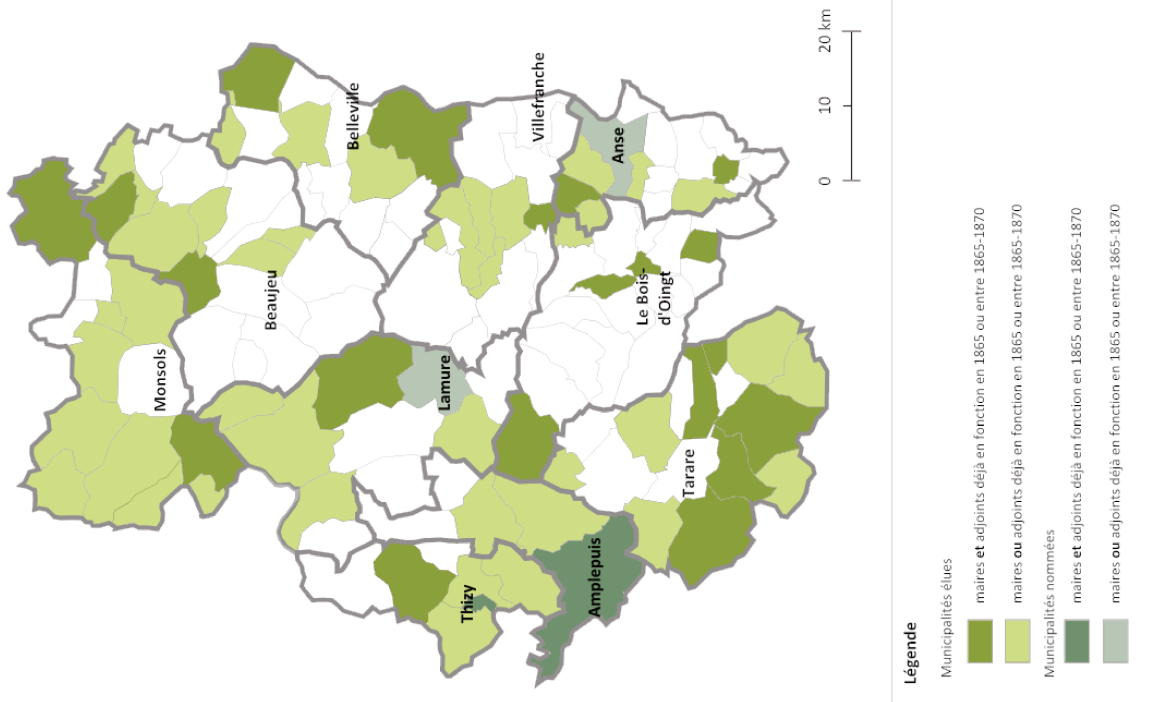 Monsols
Beaujeu
Belleville
Lamure
Villefranche
Thizy
Anse
Amplepuis
Le Bois-
d'Oingt
Tarare
0
10
20 km
Légende
Municipalités élues
maires et adjoints déjà en fonction en 1865 ou entre 1865-1870
maires ou adjoints déjà en fonction en 1865 ou entre 1865-1870
Municipalités nommées
maires et adjoints déjà en fonction en 1865 ou entre 1865-1870
maires ou adjoints déjà en fonction en 1865 ou entre 1865-1870